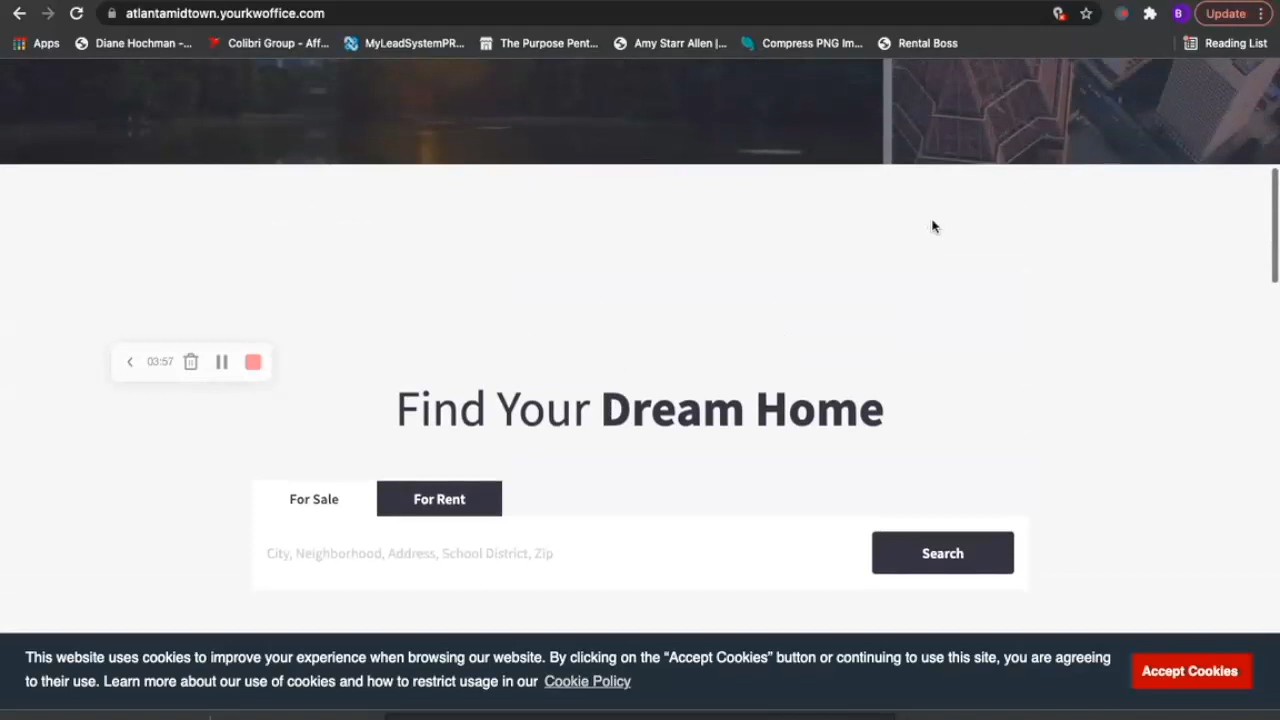 atlantamidtown.yourkwoffice.com
B
Update
Apps
Diane Hochman -...
Colibri Group - Aff...
MyLeadSystemPR...
The Purpose Pent...
Amy Starr Allen |...
Compress PNG Im...
Rental Boss
Reading List
03:57
Find Your Dream Home
For Sale
For Rent
City, Neighborhood, Address, School District, Zip
Search
This website uses cookies to improve your experience when browsing our website. By clicking on the “Accept Cookies” button or continuing to use this site, you are agreeing
to their use. Learn more about our use of cookies and how to restrict usage in our Cookie Policy
Accept Cookies